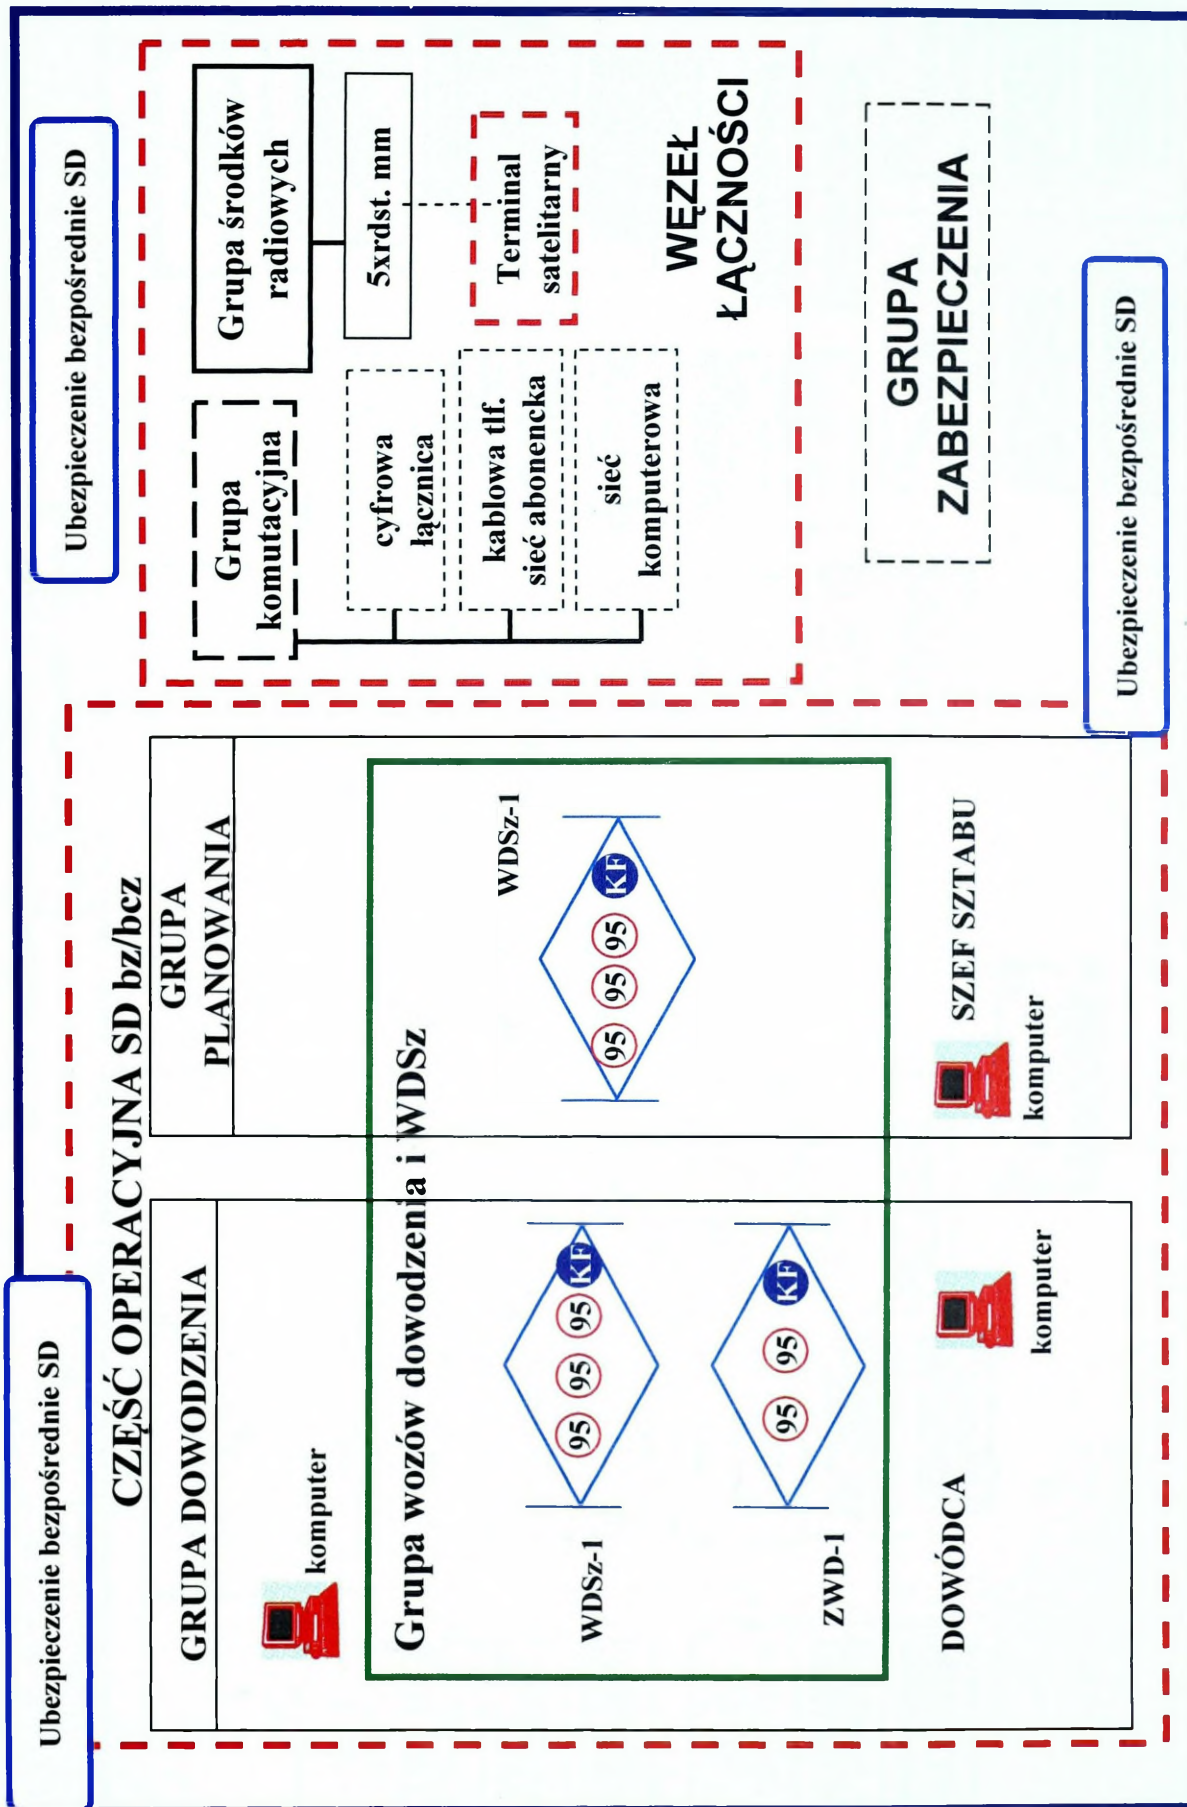 Ubezpieczenie bezpośrednie SD
Ubezpieczenie bezpośrednie SD
CZĘŚĆ OPERACYJNA SD bz/bcz
GRUPA DOWODZENIA
komputer
Grupa wozów dowodzenia i WDSz
WDSz-1
95
95
95
KF
ZWD-1
95
95
KF
DOWÓDCA
komputer
GRUPA
PLANOWANIA
WDSz-1
95
95
95
KF
SZEF SZTABU
komputer
Grupa
komutacyjna
cyfrowa
łącznica
kablowa tlf.
sieć abonencka
sieć
komputerowa
Grupa środków
radiowych
5xrdst. mm
Terminal
satelitarny
WĘZEŁ
ŁĄCZNOŚCI
GRUPA
ZABEZPIECZENIA
Ubezpieczenie bezpośrednie SD